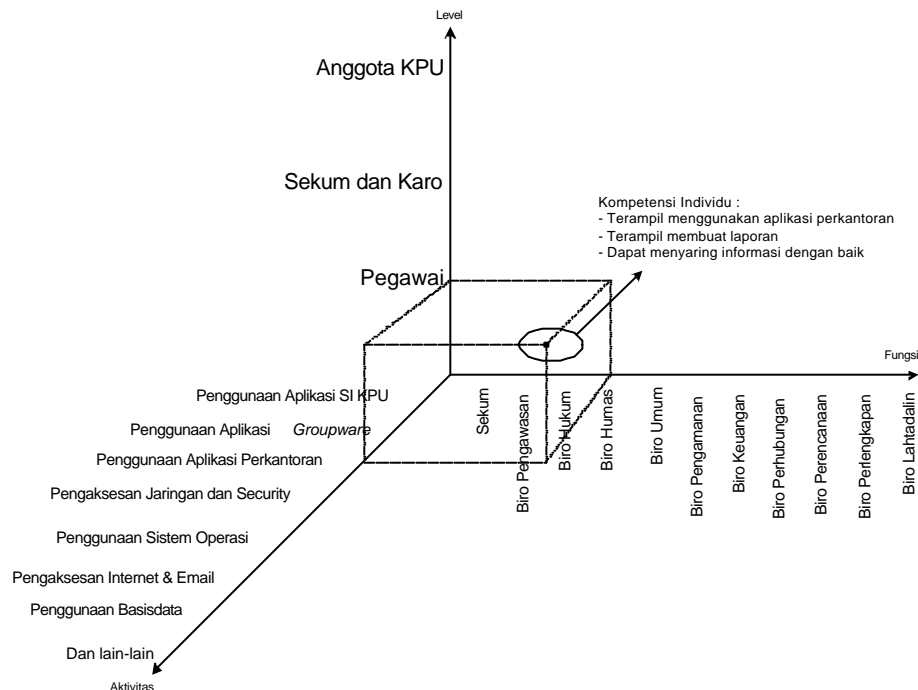 Level
Anggota KPU
Sekum dan Karo
Kompetensi Individu :
- Terampil menggunakan aplikasi perkantoran
- Terampil membuat laporan
- Dapat menyaring informasi dengan baik
Pegawai
Fungsi
Penggunaan Aplikasi SI KPU
Penggunaan Aplikasi Groupware
Penggunaan Aplikasi Perkantoran
Pengaksesan Jaringan dan Security
Penggunaan Sistem Operasi
Pengaksesan Internet & Email
Penggunaan Basisdata
Dan lain-lain
Aktivitas
Sekum
Biro Pengawasan
Biro Hukum
Biro Humas
Biro Umum
Biro Pengamanan
Biro Keuangan
Biro Perhubungan
Biro Perencanaan
Biro Perlengkapan
Biro Lahtadalin